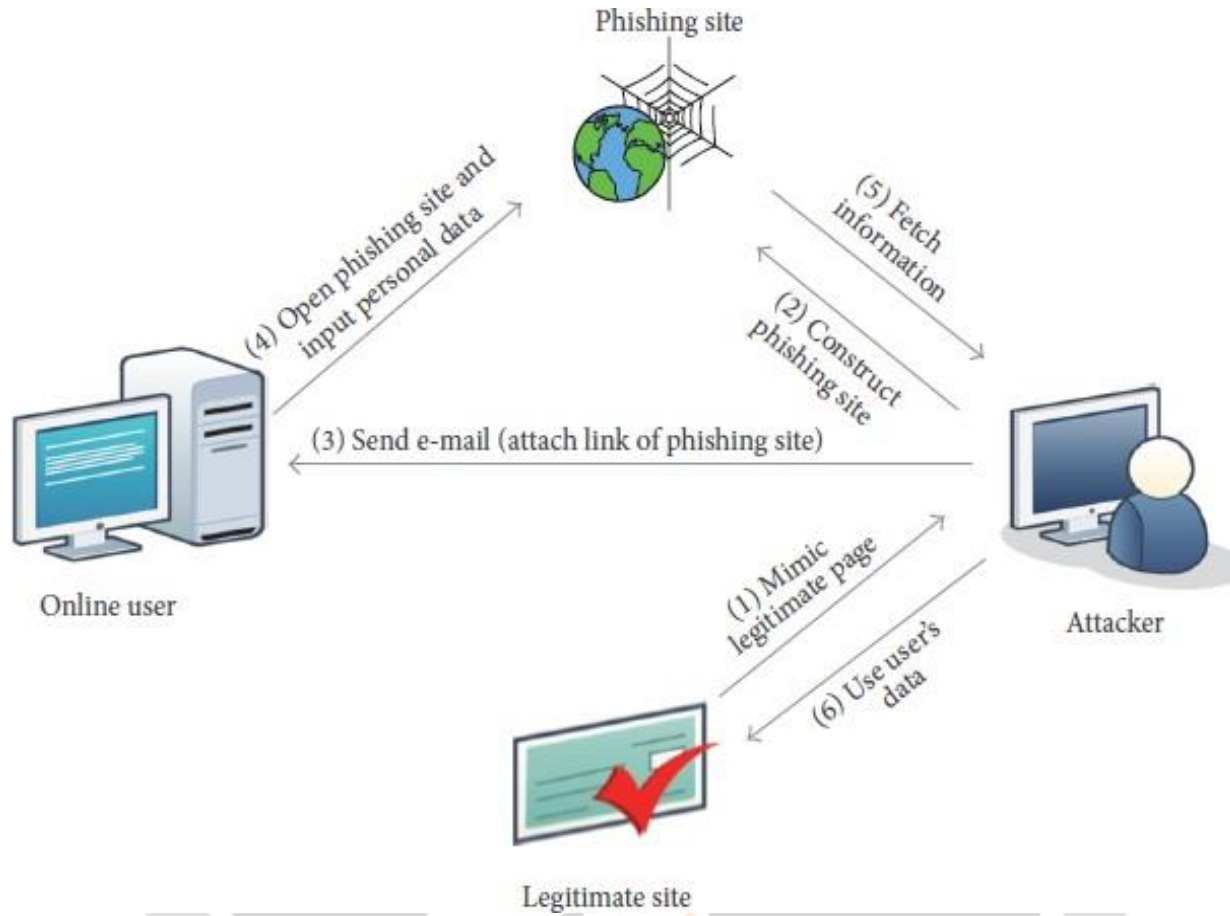 Phishing site
(4) Open phishing site and
input personal data
(5) Fetch
information
(2) Construct
phishing site
(3) Send e-mail (attach link of phishing site)
Online user
(1) Mimic
legitimate page
(6) Use user's
data
Attacker
Legitimate site